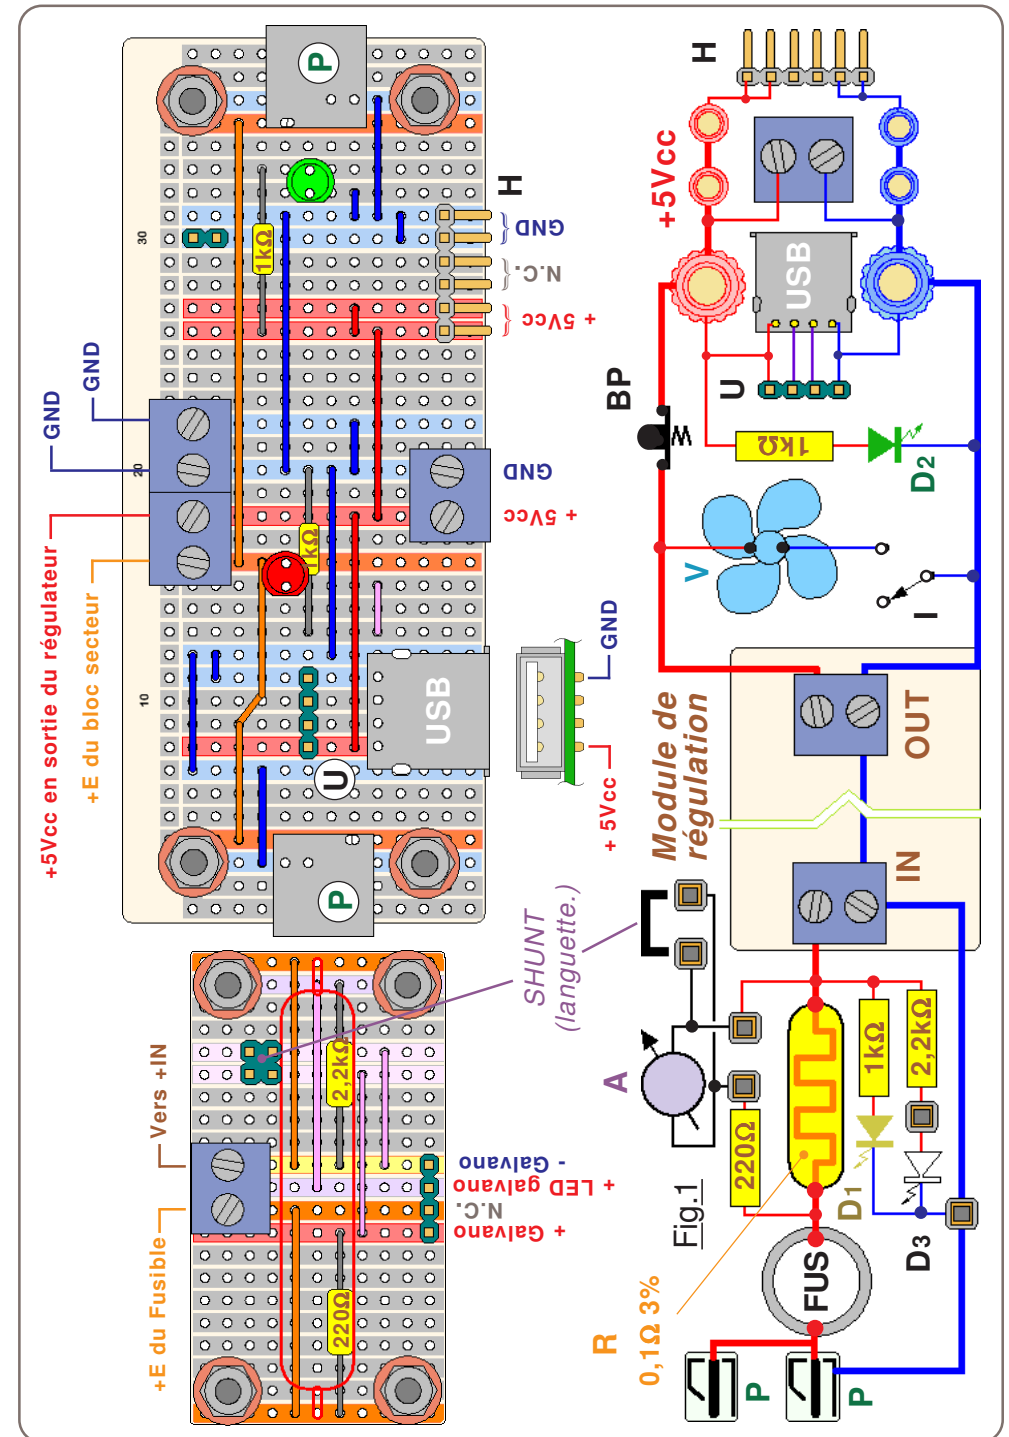 P
H
GND
N.C.
+ 5Vcc
30
1kΩ
GND
GND
20
+5Vcc en sortie du régulateur
+E du bloc secteur
GND
+ 5Vcc
1kΩ
10
U
USB
P
GND
+ 5Vcc
H
+5Vcc
USB
U
BP
1kΩ
D2
V
I
Module de
régulation
OUT
IN
SHUNT
(languette.)
A
220Ω
1kΩ
2,2kΩ
D1
D3
Fig.1
FUS
R
0,1Ω 3%
P
P
Vers +IN
+E du Fusible
2,2kΩ
220Ω
- Galvano
+ LED galvano
N.C.
+ Galvano